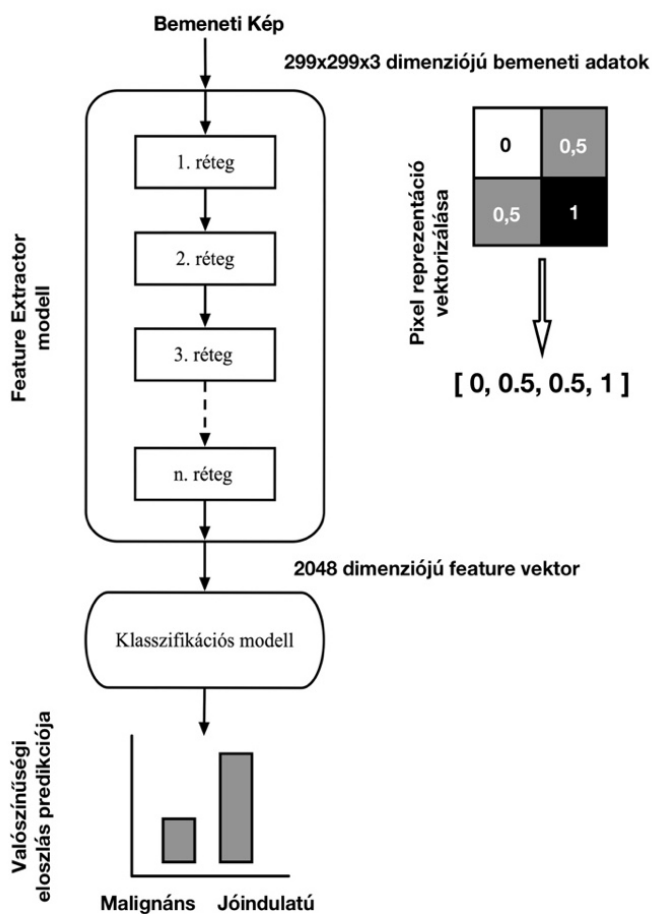 Bemeneti Kép
299x299x3 dimenziójú bemeneti adatok
Feature Extractor
modell
1. réteg
2. réteg
3. réteg
n. réteg
Pixel reprezentáció
vektorizálása
0
0,5
0,5
1
[ 0, 0.5, 0.5, 1 ]
2048 dimenziójú feature vektor
Klasszifikációs modell
Valószínűségi
eloszlás predikciója
Malignáns
Jóindulatú